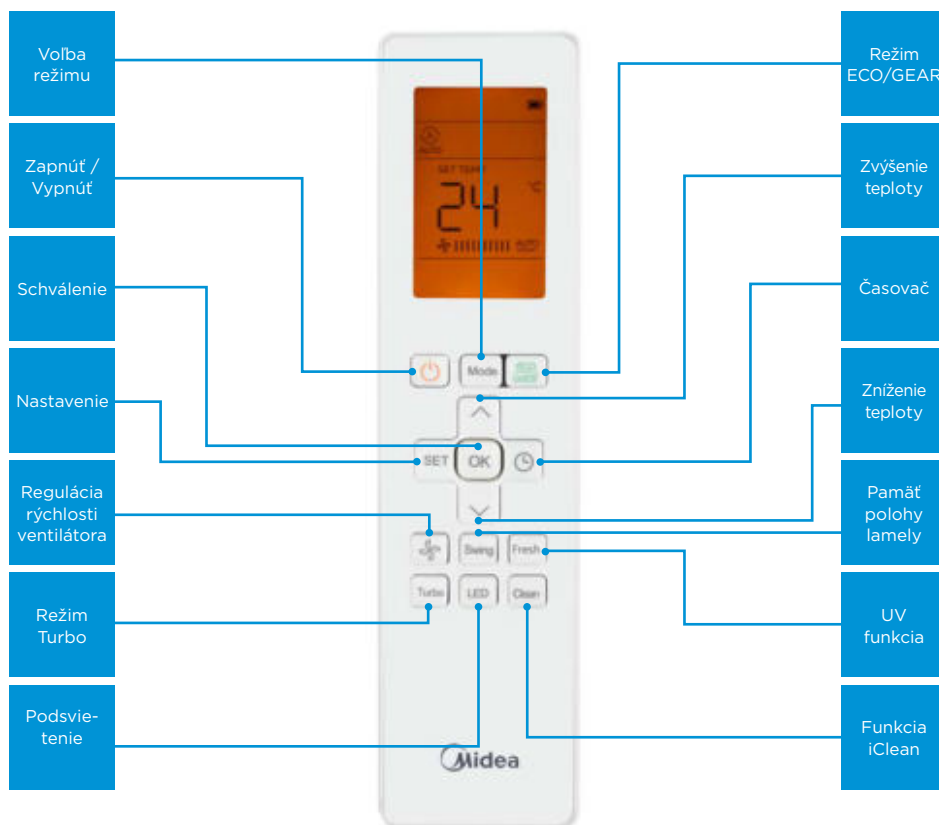 Voľba
režimu
Zapnúť /
Vypnúť
Schválenie
Nastavenie
Regulácia
rýchlosti
ventilátora
Režim
Turbo
Podsvie-
tenie
SET TEMP
24 °C
Mode
SET
OK
Swing
Fresh
Turbo
LED
Clean
Midea
Režim
ECO/GEAR
Zvýšenie
teploty
Časovač
Zníženie
teploty
Pamäť
polohy
lamely
UV
funkcia
Funkcia
iClean